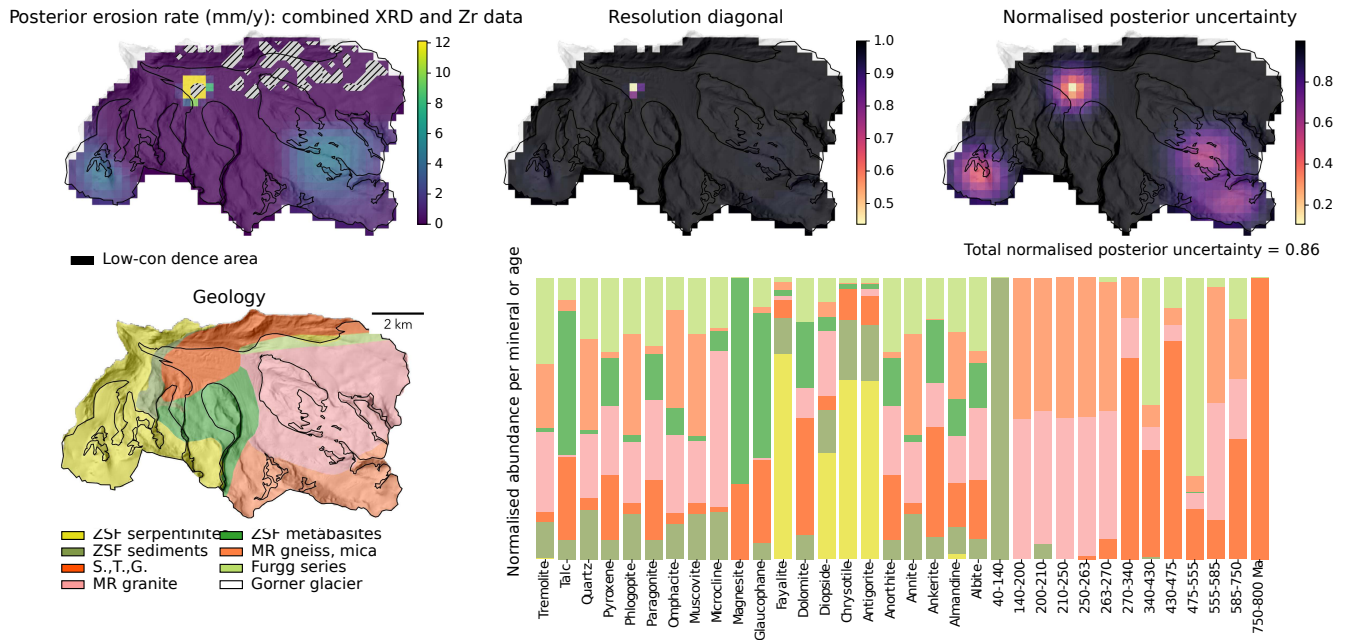 Posterior erosion rate (mm/y): combined XRD and Zr data
Resolution diagonal
Normalised posterior uncertainty
12
10
8
6
4
2
0
1.0
0.9
0.8
0.7
0.6
0.5
0.8
0.6
0.4
0.2
Low-con dence area
Total normalised posterior uncertainty = 0.86
Geology
2 km
ZSF serpentinites
ZSF metabasites
ZSF sediments
MR gneiss, mica
S.,T.,G.
Furgg series
MR granite
Gorner glacier
Normalised abundance per mineral or age
Tremolite
Talc
Quartz
Pyroxene
Phlogopite
Paragonite
Omphacite
Muscovite
Microcline
Magnesite
Glaucophane
Fayalite
Dolomite
Diopside
Chrysotile
Antigorite
Anorthite
Annite
Ankerite
Almandine
Albite
40-140
140-200
200-210
210-250
250-263
263-270
270-340
340-430
430-475
475-555
555-585
585-750
750-800 Ma